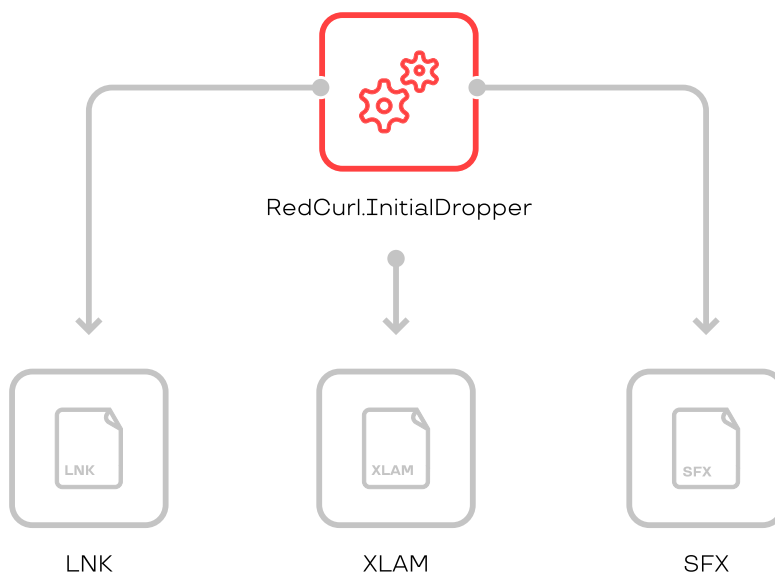 RedCurl.InitialDropper
LNK
XLAM
SFX
LNK
XLAM
SFX